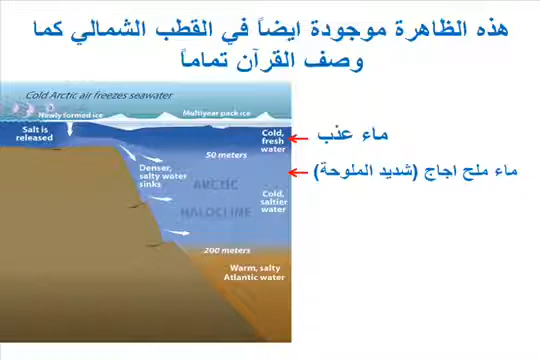 هذه الظاهرة موجودة ايضاً في القطب الشمالي كما
وصف القرآن تماماً
Cold Arctic air freezes seawater
Newly formed ice
Multiyear pack ice
Salt is
released
Cold,
fresh
water
ماء عذب
50 meters
Denser,
salty water
sinks
ماء ملح اجاج (شديد الملوحة)
ARCTIC
HALOCLINE
Cold,
saltier
water
200 meters
Warm, salty
Atlantic water